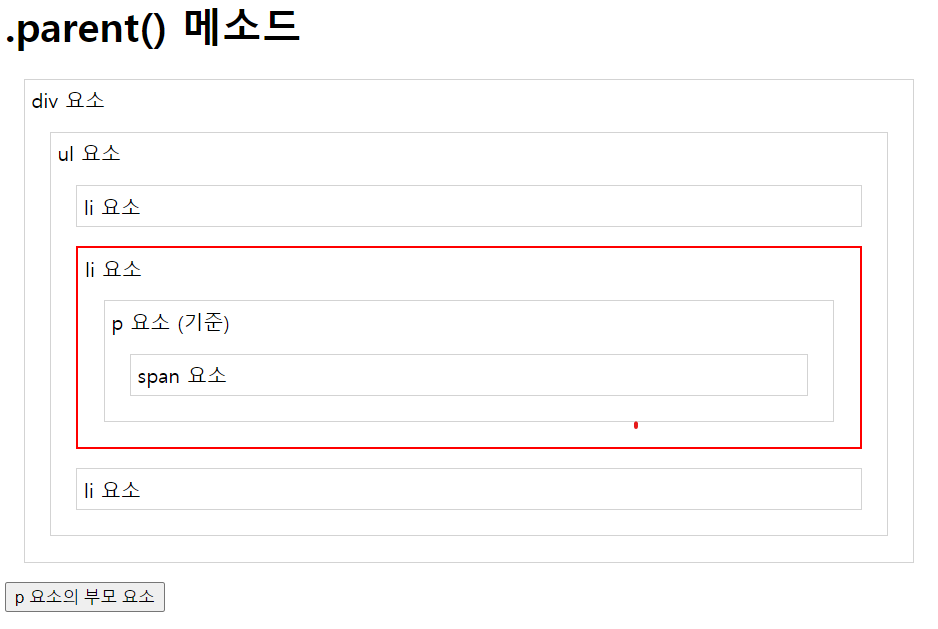 .parent() 메소드
div 요소
ul 요소
li 요소
li 요소
p 요소 (기준)
span 요소
li 요소
p 요소의 부모 요소